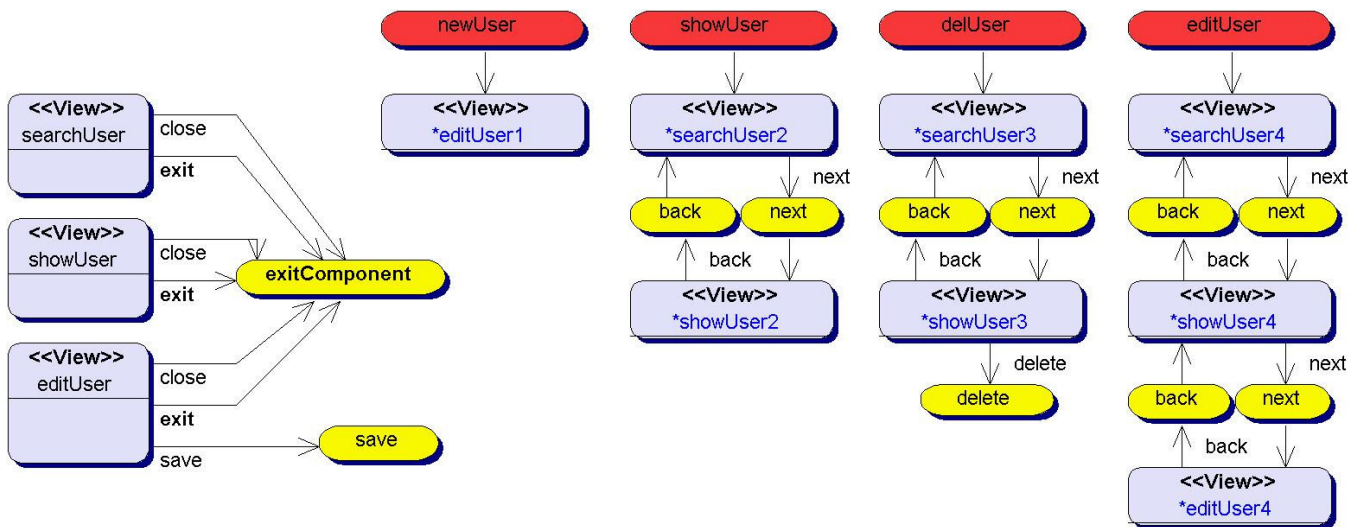 newUser
<<View>>
*editUser1
showUser
<<View>>
*searchUser2
next
back
next
back
<<View>>
*showUser2
delUser
<<View>>
*searchUser3
next
back
next
back
<<View>>
*showUser3
delete
delete
editUser
<<View>>
*searchUser4
next
back
next
back
<<View>>
*showUser4
next
back
next
back
<<View>>
*editUser4
<<View>>
searchUser
close
exit
<<View>>
showUser
close
exit
exitComponent
<<View>>
editUser
close
exit
save
save